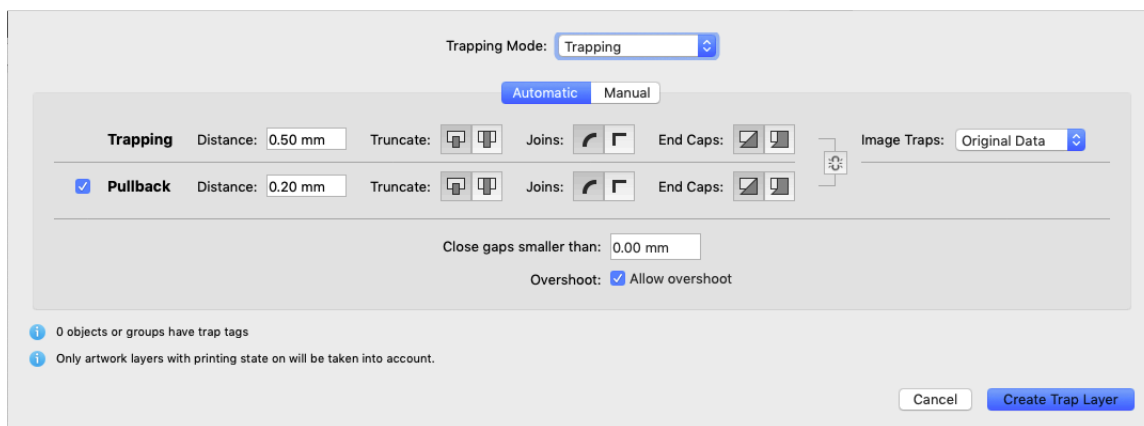 Trapping Mode: Trapping
Automatic Manual
Trapping Distance: 0.50 mm Truncate: Joins: End Caps: Image Traps: Original Data
Pullback Distance: 0.20 mm Truncate: Joins: End Caps:
Close gaps smaller than: 0.00 mm
Overshoot: Allow overshoot
0 objects or groups have trap tags
Only artwork layers with printing state on will be taken into account.
Cancel Create Trap Layer